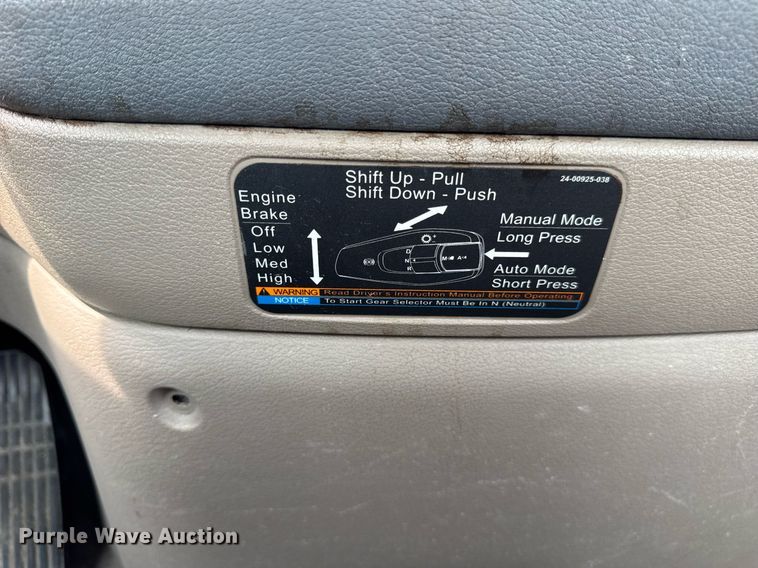 Shift Up - Pull
24-00925-038
Shift Down - Push
Engine
Brake
Off
Low
Med
High
Manual Mode
Long Press
Auto Mode
Short Press
D
N
R
M
A
WARNING Read Driver's Instruction Manual Before Operating
NOTICE To Start Gear Selector Must Be In N (Neutral)
Purple Wave Auction